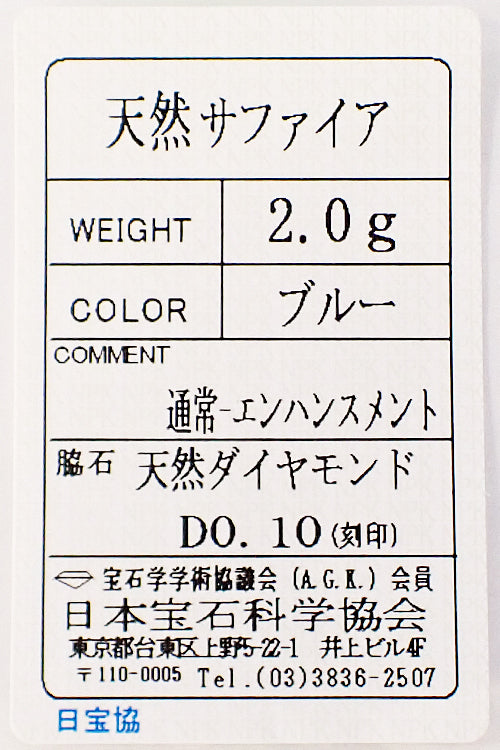 天然サファイア
WEIGHT 2.0g
COLOR ブルー
COMMENT
通常-エンハンスメント
脇石 天然ダイヤモンド
D0.10(刻印)
宝石学学術協議会(A.G.K.)会員
日本宝石科学協会
東京都台東区上野5-22-1 井上ビル4F
〒110-0005 Tel.(03)3836-2507
日宝協